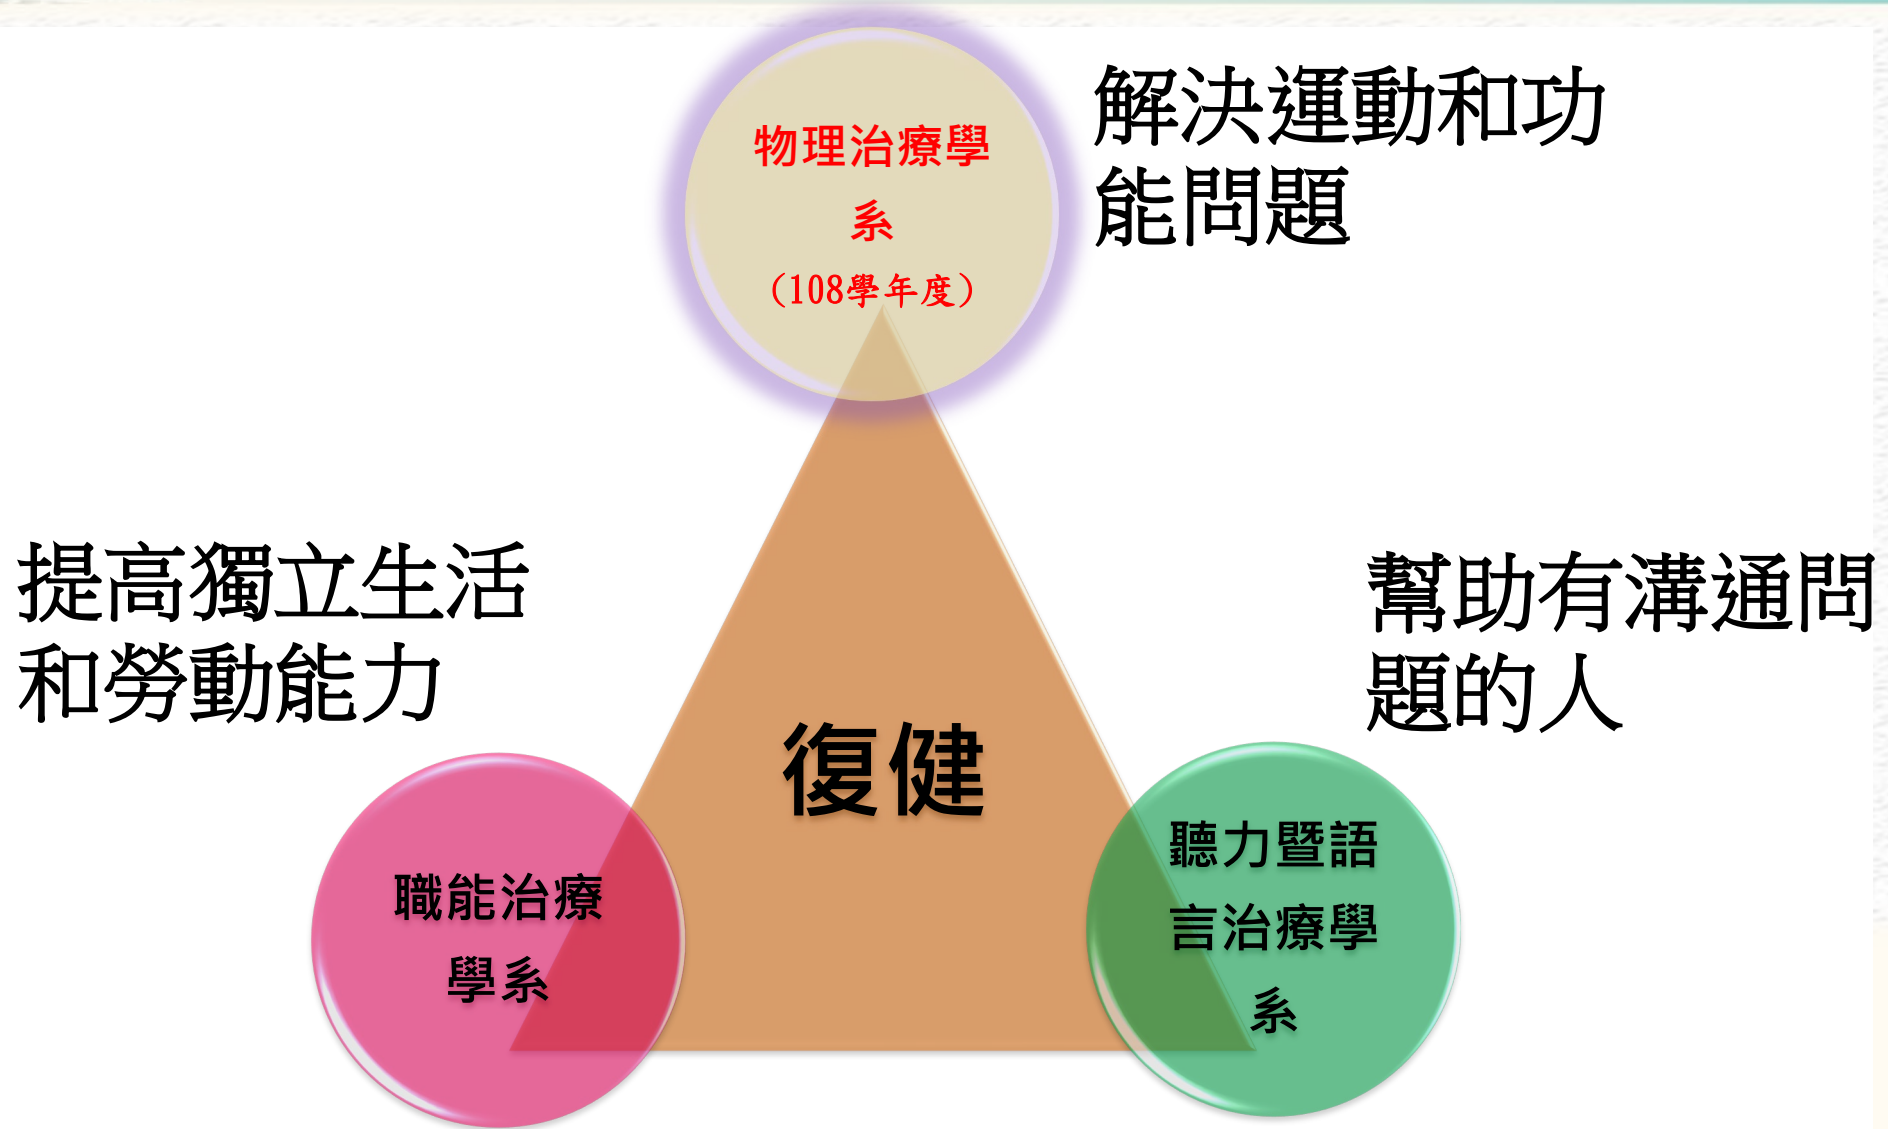 物理治療學
系
(108學年度)
解決運動和功
能問題
提高獨立生活
和勞動能力
幫助有溝通問
題的人
復健
職能治療
學系
聽力暨語
言治療學
系